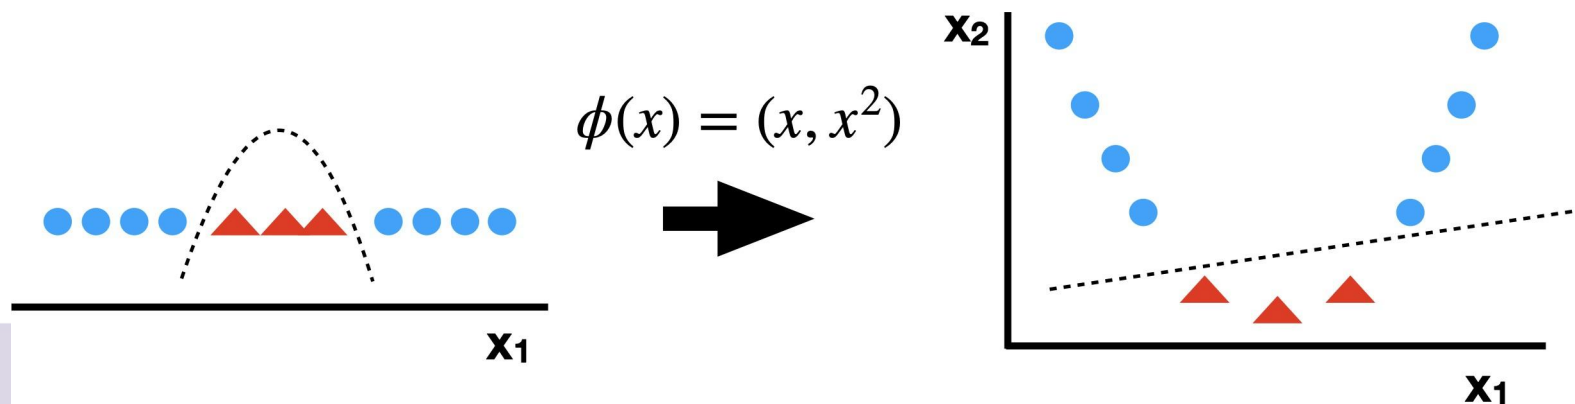 x₂
ϕ(x) = (x, x²)
x₁
x₁